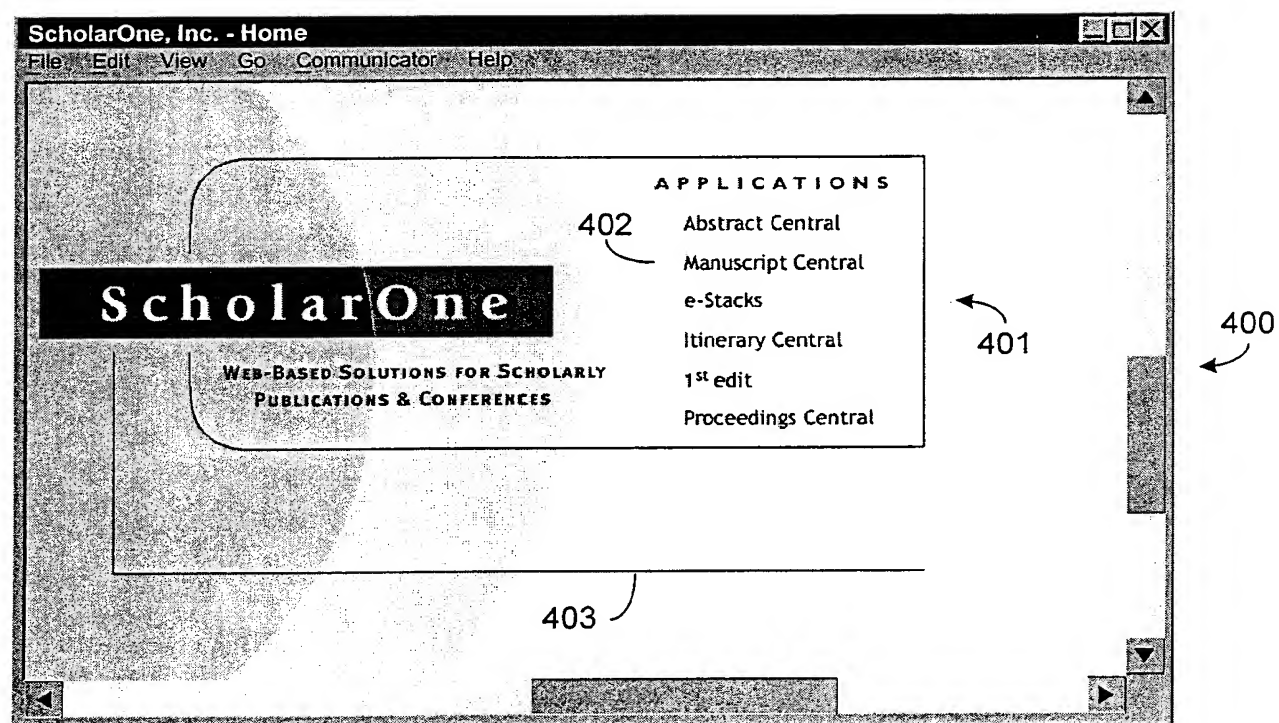 ScholarOne, Inc. - Home
File Edit View Go Communicator Help
APPLICATIONS
402
Abstract Central
Manuscript Central
e-Stacks
Itinerary Central
1st edit
Proceedings Central
401
400
ScholarOne
WEB-BASED SOLUTIONS FOR SCHOLARLY
PUBLICATIONS & CONFERENCES
403